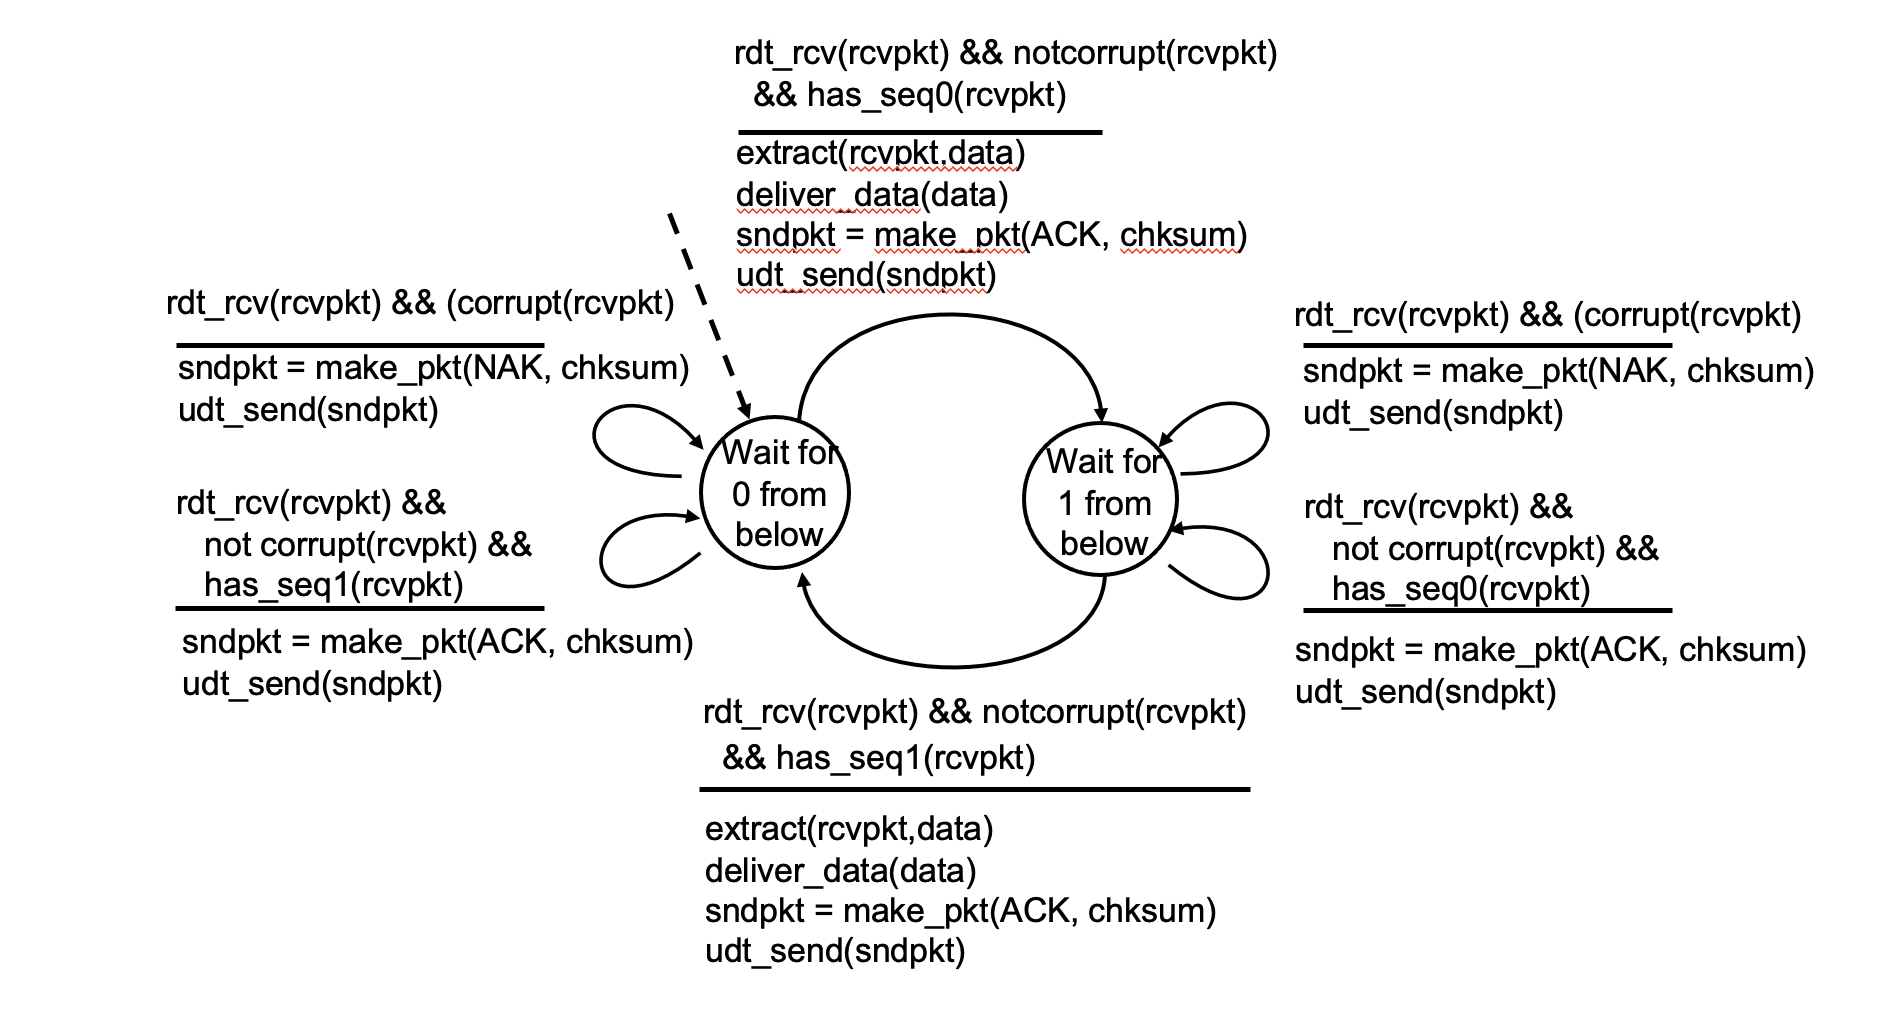 rdt_rcv(rcvpkt) && notcorrupt(rcvpkt)
&& has_seq0(rcvpkt)
extract(rcvpkt,data)
deliver_data(data)
sndpkt = make_pkt(ACK, chksum)
udt_send(sndpkt)
rdt_rcv(rcvpkt) && (corrupt(rcvpkt)
sndpkt = make_pkt(NAK, chksum)
udt_send(sndpkt)
rdt_rcv(rcvpkt) &&
not corrupt(rcvpkt) &&
has_seq1(rcvpkt)
sndpkt = make_pkt(ACK, chksum)
udt_send(sndpkt)
Wait for
0 from
below
Wait for
1 from
below
rdt_rcv(rcvpkt) && (corrupt(rcvpkt)
sndpkt = make_pkt(NAK, chksum)
udt_send(sndpkt)
rdt_rcv(rcvpkt) &&
not corrupt(rcvpkt) &&
has_seq0(rcvpkt)
sndpkt = make_pkt(ACK, chksum)
udt_send(sndpkt)
rdt_rcv(rcvpkt) && notcorrupt(rcvpkt)
&& has_seq1(rcvpkt)
extract(rcvpkt,data)
deliver_data(data)
sndpkt = make_pkt(ACK, chksum)
udt_send(sndpkt)